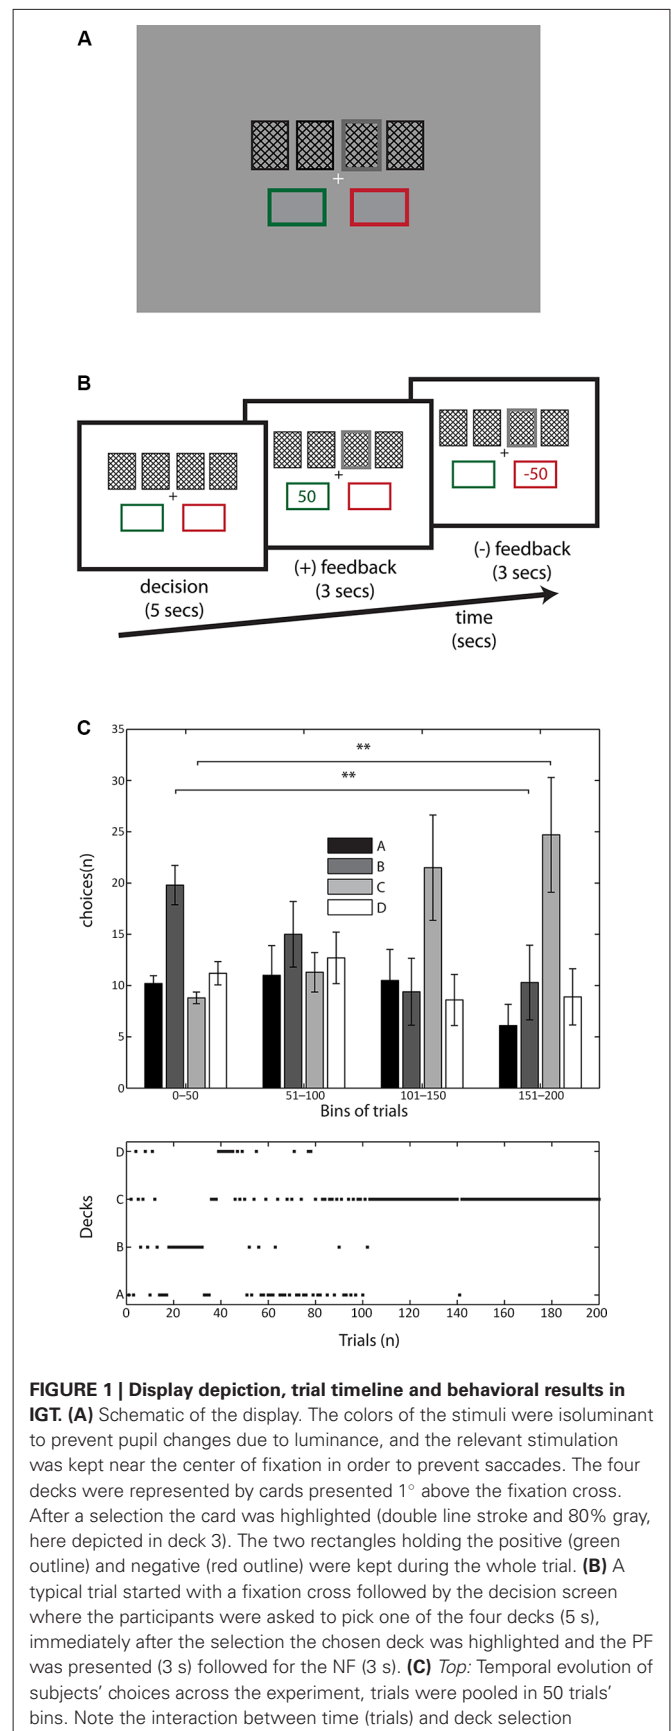 A
B
50
-50
decision
(5 secs)
(+) feedback
(3 secs)
(-) feedback
(3 secs)
time
(secs)
C
35
30
25
20
15
10
5
0
choices(n)
**
**
A
B
C
D
0–50
51–100
101–150
151–200
Bins of trials
D
C
B
A
Decks
0
20
40
60
80
100
120
140
160
180
200
Trials (n)
FIGURE 1 | Display depiction, trial timeline and behavioral results in
IGT. (A) Schematic of the display. The colors of the stimuli were isoluminant
to prevent pupil changes due to luminance, and the relevant stimulation
was kept near the center of fixation in order to prevent saccades. The four
decks were represented by cards presented 1° above the fixation cross.
After a selection the card was highlighted (double line stroke and 80% gray,
here depicted in deck 3). The two rectangles holding the positive (green
outline) and negative (red outline) were kept during the whole trial. (B) A
typical trial started with a fixation cross followed by the decision screen
where the participants were asked to pick one of the four decks (5 s),
immediately after the selection the chosen deck was highlighted and the PF
was presented (3 s) followed for the NF (3 s). (C) Top: Temporal evolution of
subjects' choices across the experiment, trials were pooled in 50 trials'
bins. Note the interaction between time (trials) and deck selection